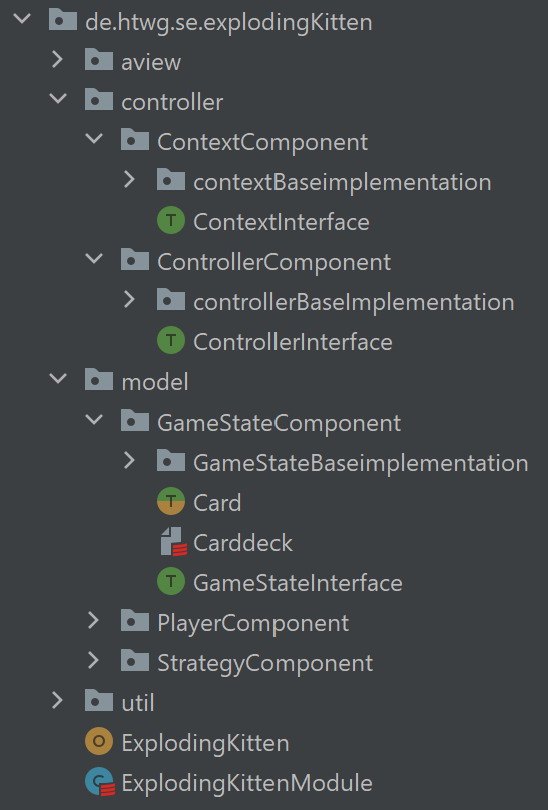 de.htwg.se.explodingKitten
aview
controller
ContextComponent
contextBaseimplementation
T ContextInterface
ControllerComponent
controllerBaseImplementation
T ControllerInterface
model
GameStateComponent
GameStateBaseimplementation
T Card
Carddeck
T GameStateInterface
PlayerComponent
StrategyComponent
util
O ExplodingKitten
C ExplodingKittenModule